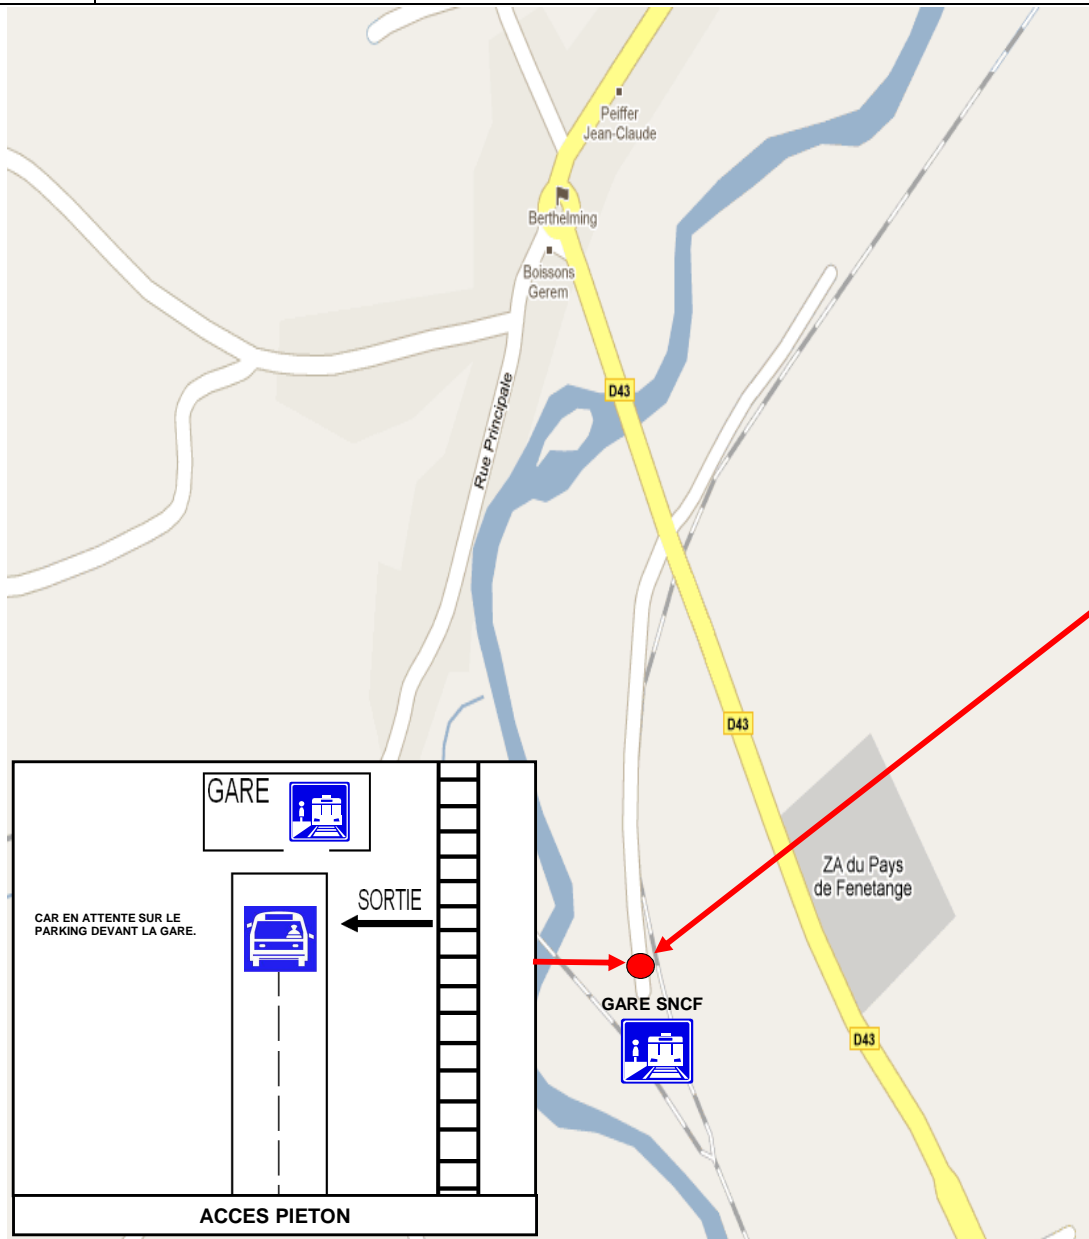 Peiffer
Jean-Claude
Berthelming
Boissons
Gerem
D43
Rue Principale
D43
ZA du Pays
de Fenetange
GARE
SORTIE
CAR EN ATTENTE SUR LE
PARKING DEVANT LA GARE.
GARE SNCF
D43
ACCES PIETON